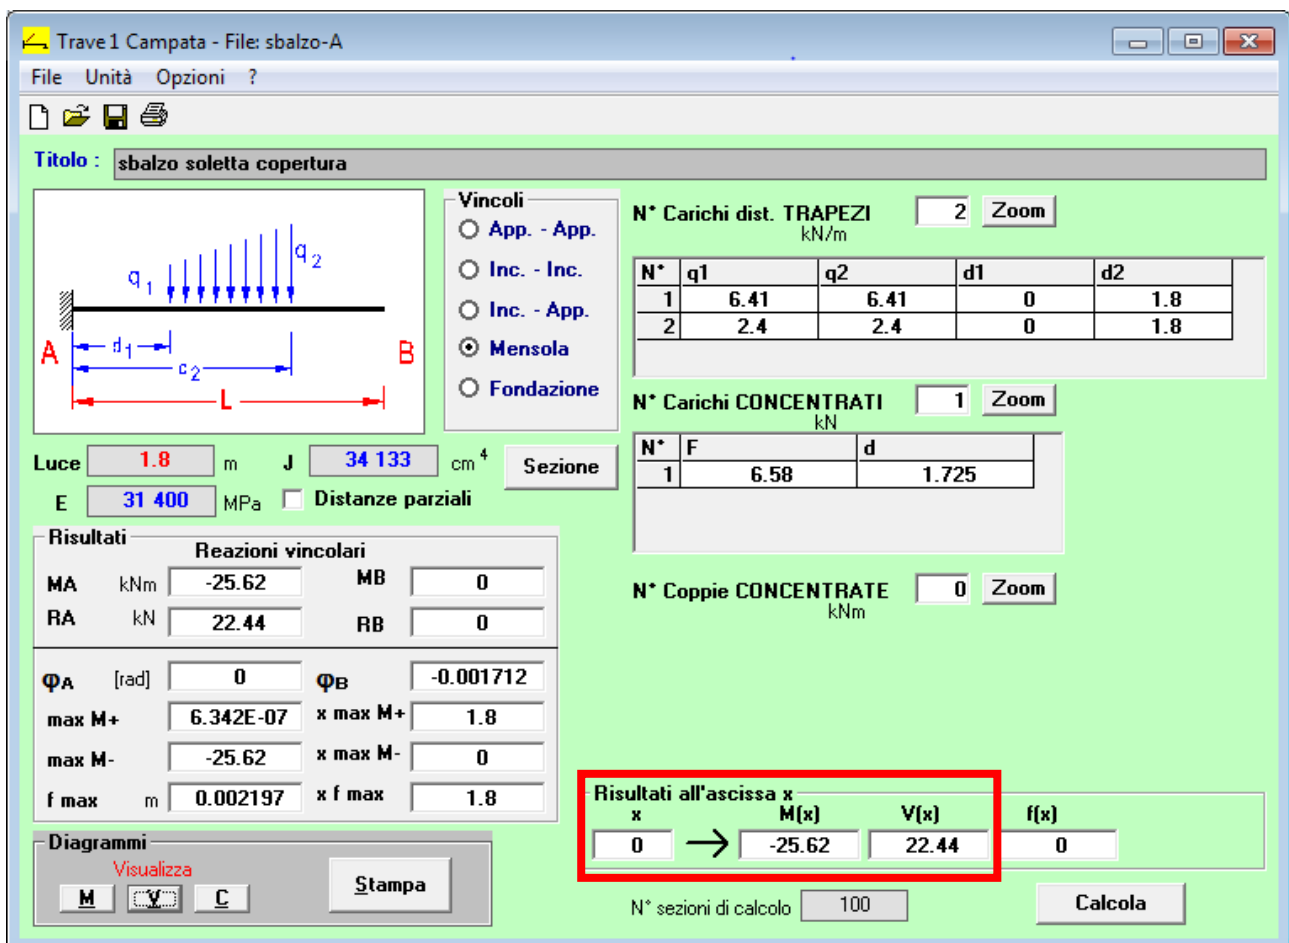 Trave 1 Campata - File: sbalzo-A
File Unità Opzioni ?
Titolo : sbalzo soletta copertura
q1 q2
A B
d1
c2
L
Vincoli
App. - App.
Inc. - Inc.
Inc. - App.
Mensola
Fondazione
N° Carichi dist. TRAPEZI 2 Zoom
kN/m
N° q1 q2 d1 d2
1 6.41 6.41 0 1.8
2 2.4 2.4 0 1.8
N° Carichi CONCENTRATI 1 Zoom
kN
N° F d
1 6.58 1.725
N° Coppie CONCENTRATE 0 Zoom
kNm
Luce 1.8 m J 34 133 cm 4 Sezione
E 31 400 MPa Distanze parziali
Risultati
Reazioni vincolari
MA kNm -25.62 MB 0
RA kN 22.44 RB 0
φA [rad] 0 φB -0.001712
max M+ 6.342E-07 x max M+ 1.8
max M- -25.62 x max M- 0
f max m 0.002197 x f max 1.8
Diagrammi
Visualizza
M V C
Stampa
Risultati all'ascissa x
x M(x) V(x) f(x)
0 → -25.62 22.44 0
N° sezioni di calcolo 100
Calcola